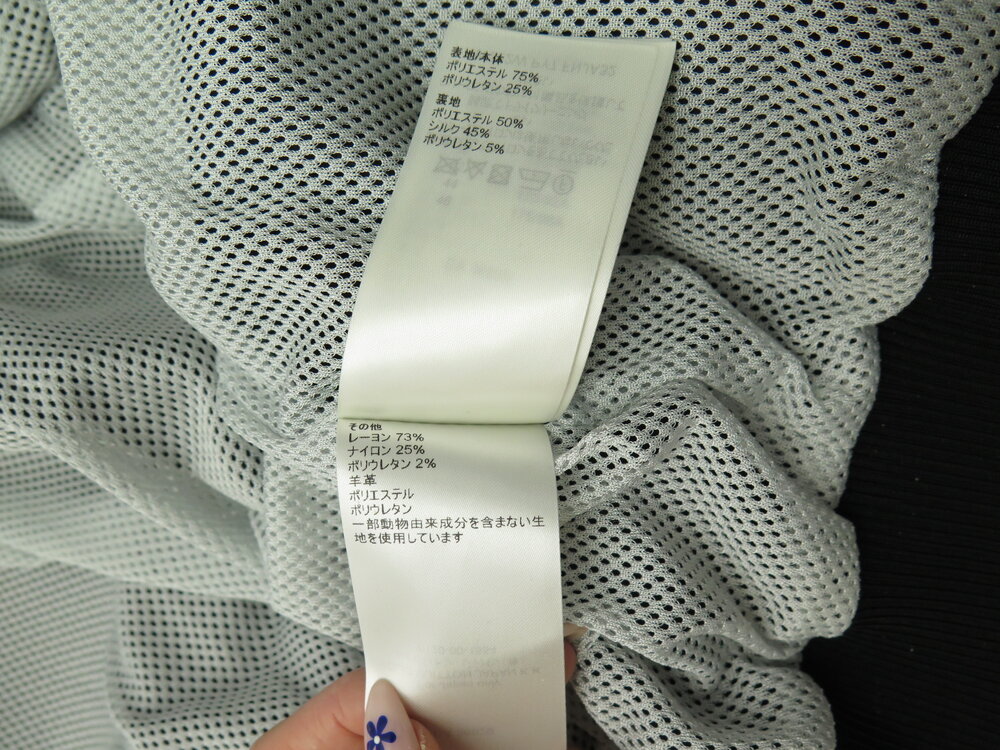 表地/本体
ポリエステル 75%
ポリウレタン 25%
裏地
ポリエステル 50%
シルク 45%
ポリウレタン 5%
その他
レーヨン 73%
ナイロン 25%
ポリウレタン 2%
羊革
ポリエステル
ポリウレタン
一部動物由来成分を含まない生
地を使用しています